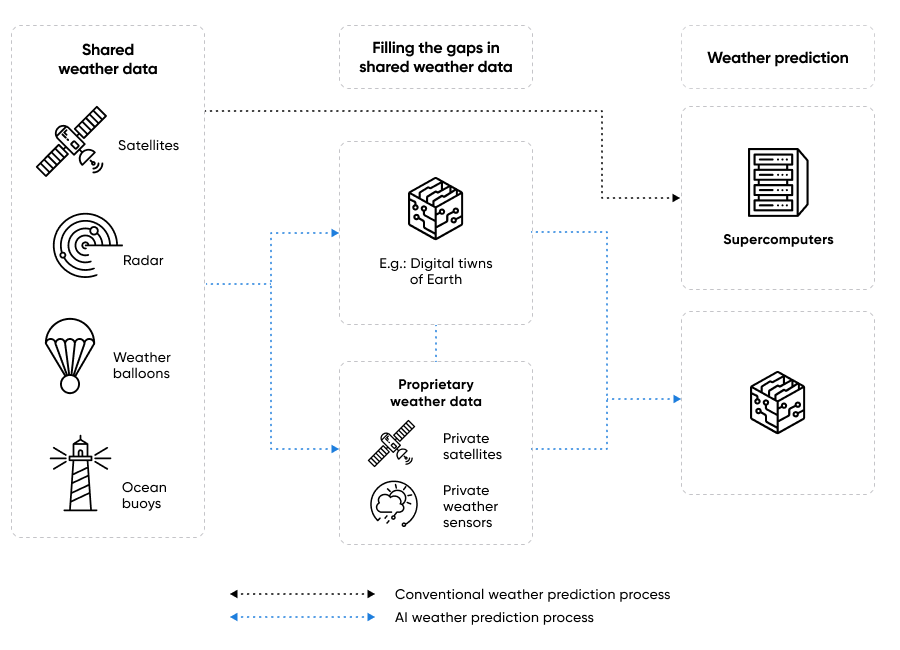 Shared
weather data
Satellites
Radar
Weather
balloons
Ocean
buoys
Filling the gaps in
shared weather data
E.g.: Digital tiwns
of Earth
Proprietary
weather data
Private
satellites
Private
weather
sensors
Weather prediction
Supercomputers
Conventional weather prediction process
AI weather prediction process